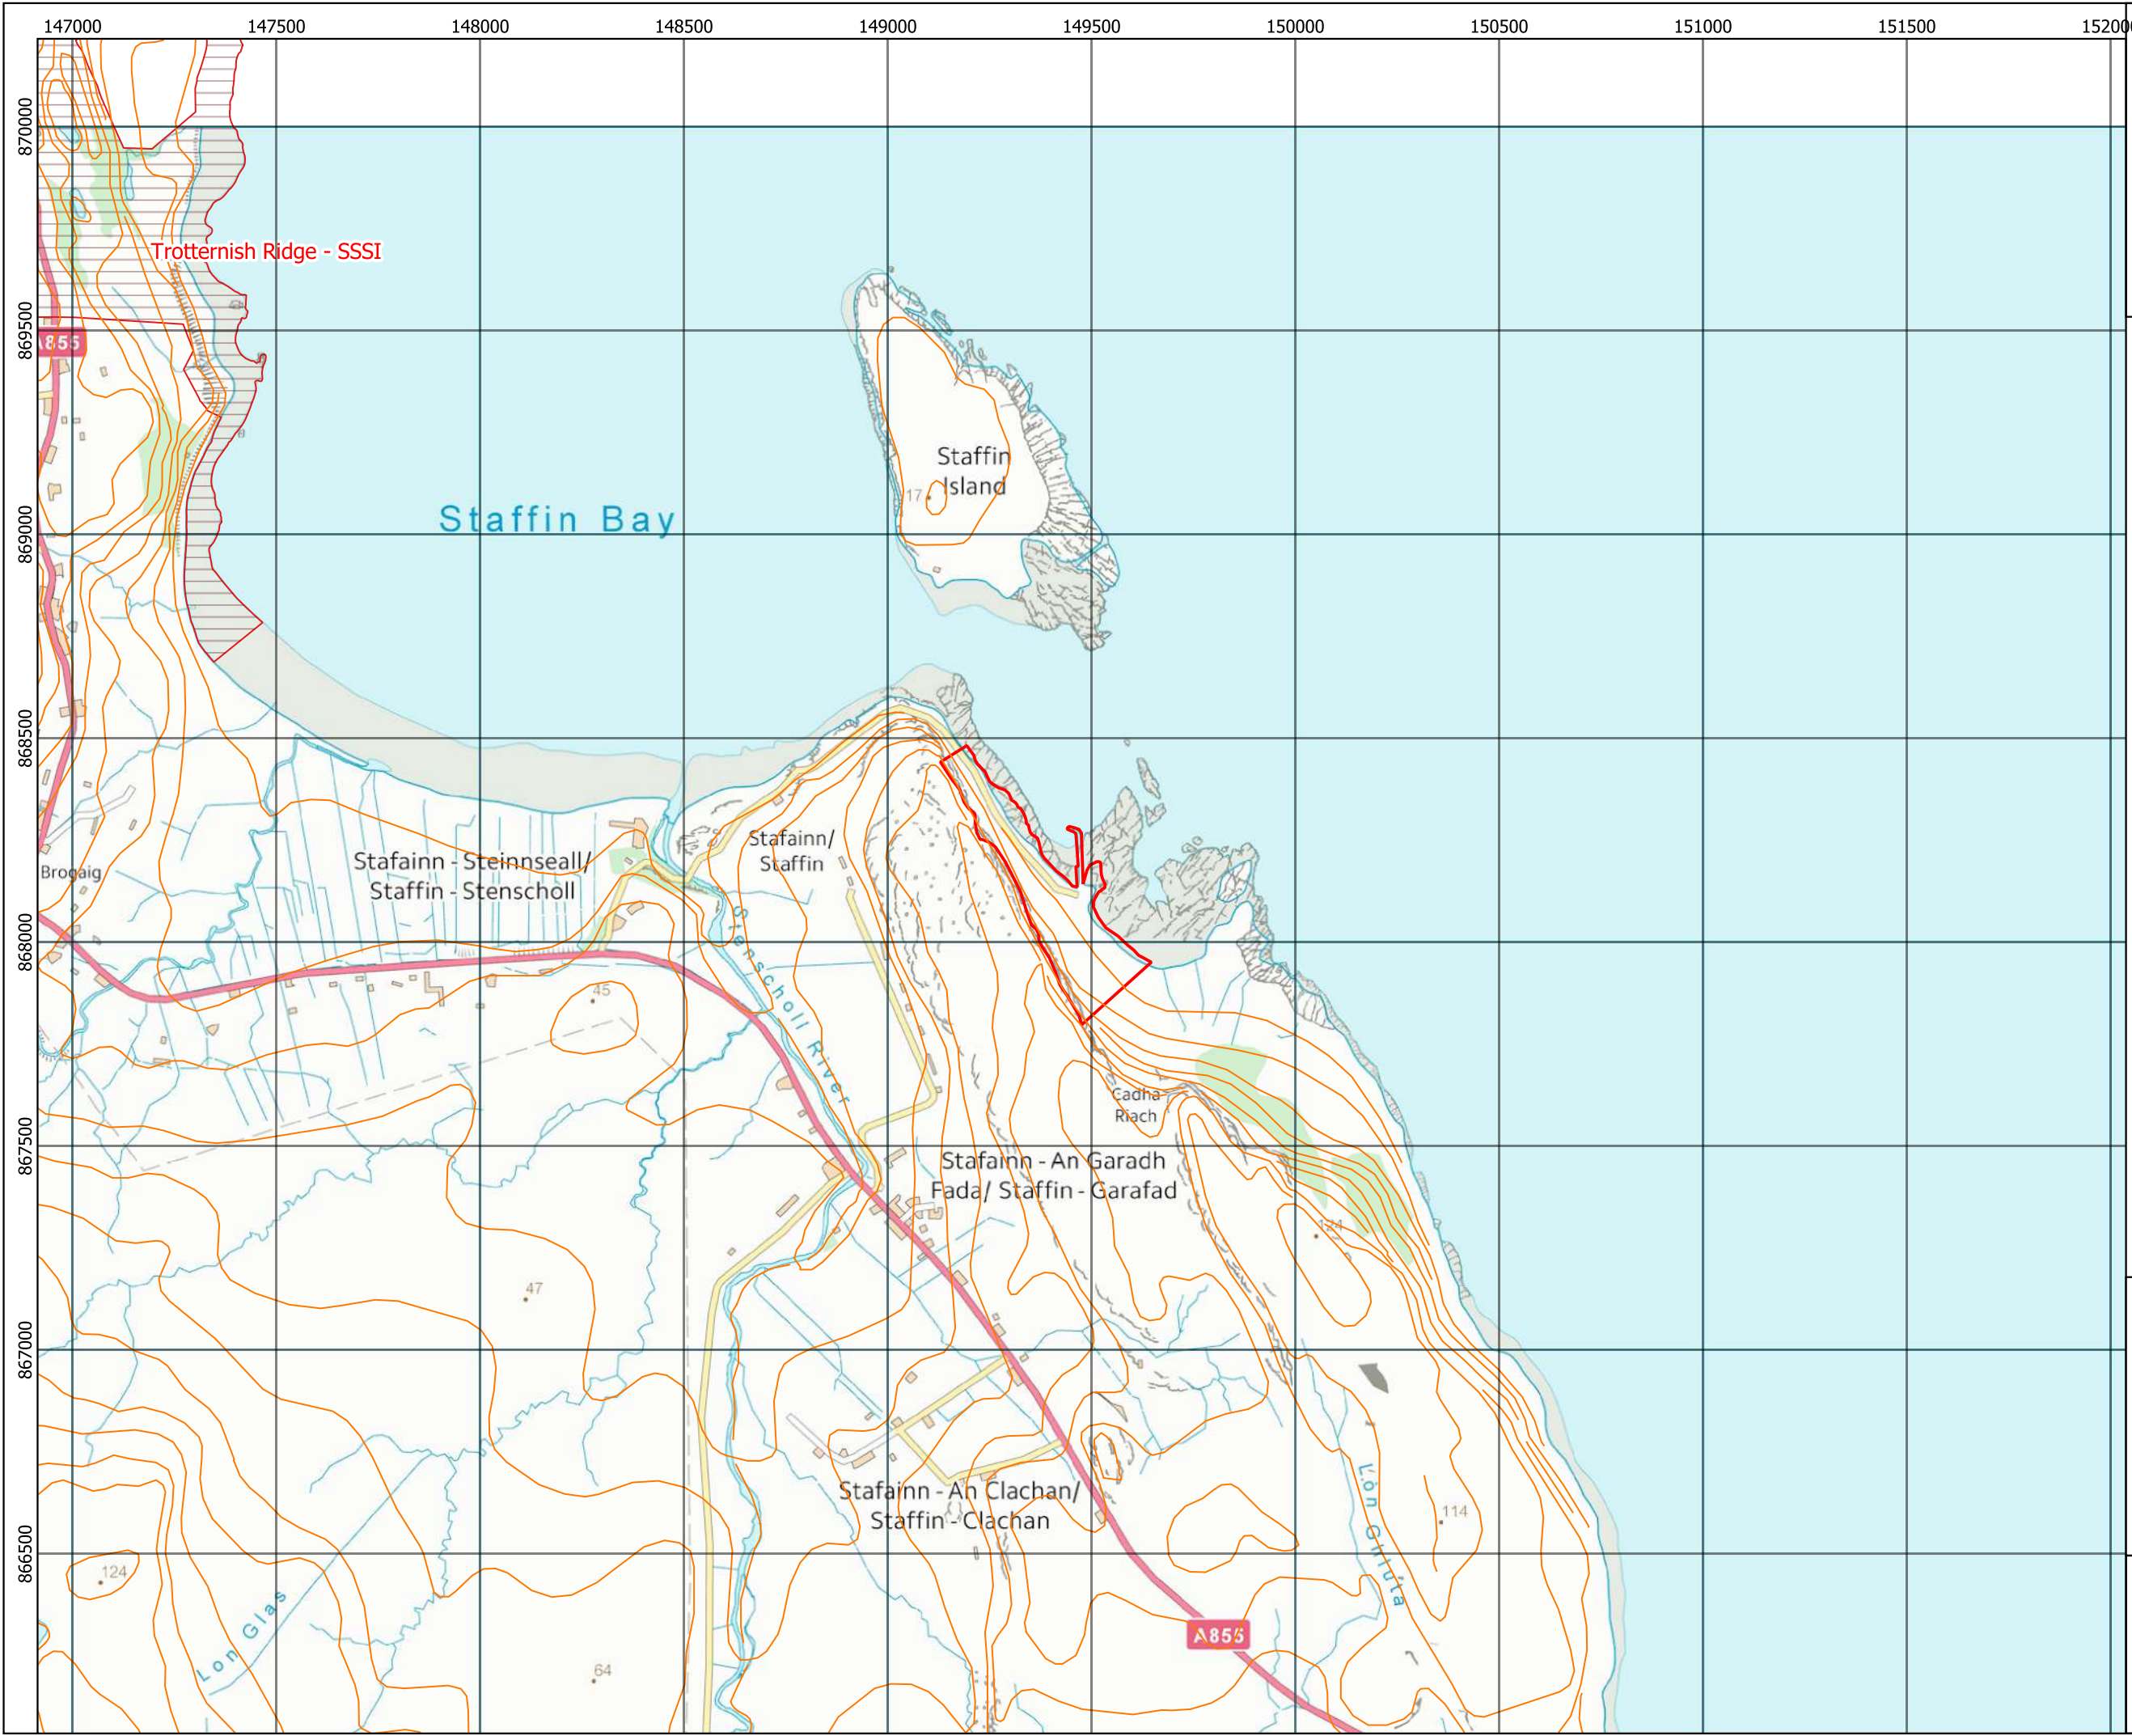 147000 147500 148000 148500 149000 149500 150000 150500 151000 151500
870000
Trotternish Ridge - SSSI
869500
A855
Staffin
Island
17
Staffin Bay
869000
868500
Stafainn/
Staffin
Stafainn - Steinnseall/
Staffin - Stenscholl
Brogaig
868000
Stenscholl River
45
Cadha
Riach
867500
Stafainn - An Garadh
Fada/ Staffin - Garafad
124
47
867000
Stafainn - An Clachan/
Staffin - Clachan
Lòn Ghiuta
114
866500
124
Lon Glas
A855
64